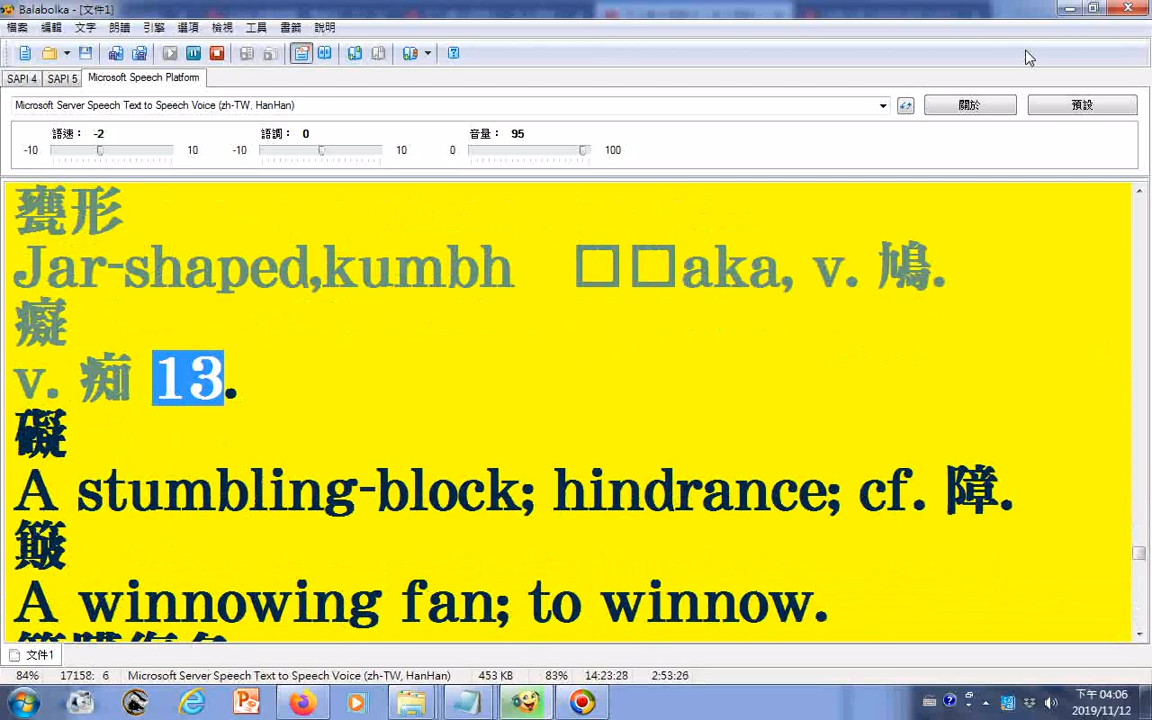 Balabolka - [文件1]
檔案 編輯 文字 朗讀 引擎 選項 檢視 工具 書籤 說明
SAPI 4 SAPI 5 Microsoft Speech Platform
Microsoft Server Speech Text to Speech Voice (zh-TW, HanHan) 關於 預設
語速： -2 語調： 0 音量： 95
-10 10 -10 10 0 100
甕形
Jar-shaped,kumbh □□aka, v. 鳩.
癡
v. 痴 13.
礙
A stumbling-block; hindrance; cf. 障.
簸
A winnowing fan; to winnow.
文件1
84% 17158: 6 Microsoft Server Speech Text to Speech Voice (zh-TW, HanHan) 453 KB 83% 14:23:28 2:53:26
下午 04:06
2019/11/12